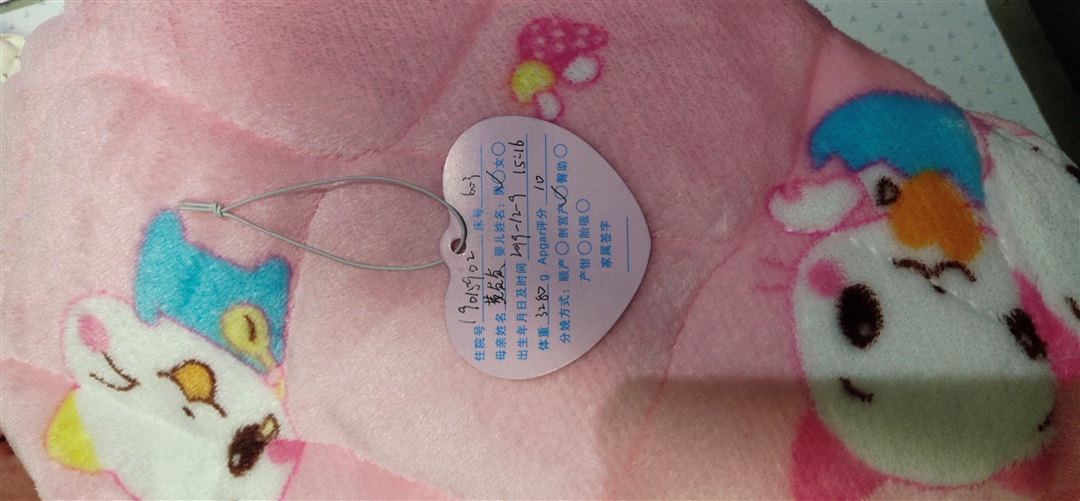 住院号 19015902 床号
母亲姓名 婴儿姓名: 男 女
出生年月日及时间 2019-12-9 15:16
体重 3280 g Apgar评分 10
分娩方式: 顺产 剖宫产 臀助
产钳 胎吸
家属签字